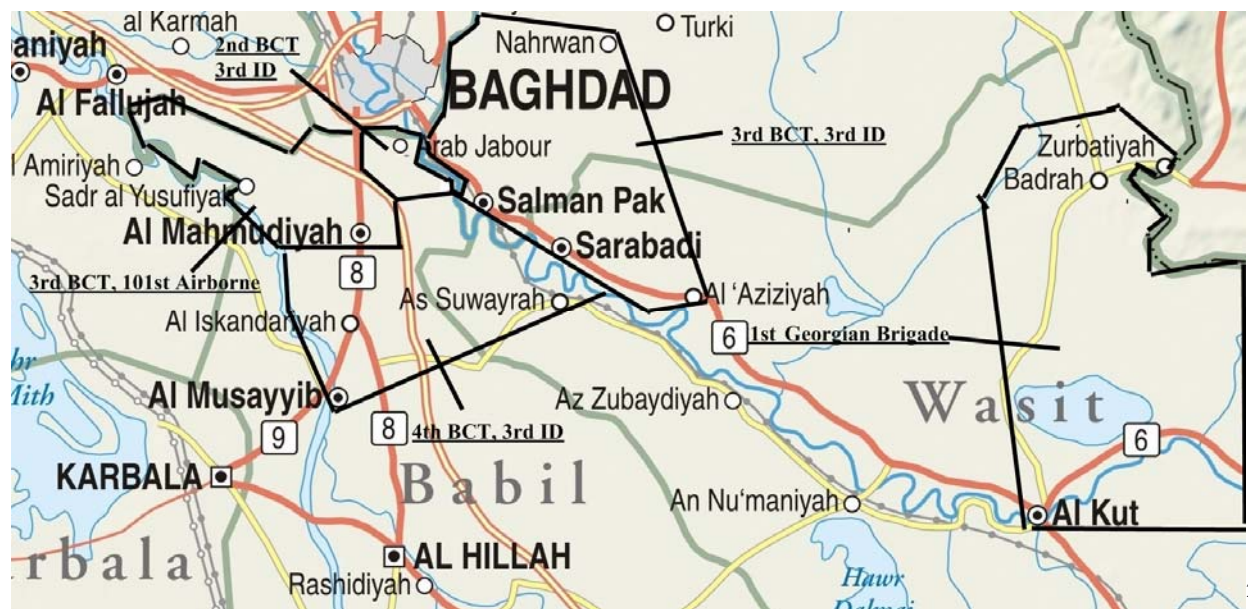 al Karmah
Turki
2nd BCT
3rd ID
Nahrwan
Al Fallujah
BAGHDAD
3rd BCT, 3rd ID
Arab Jabour
Zurbatiyah
Badrah
Amiriyah
Sadr al Yusufiyah
Salman Pak
Al Mahmudiyah
Sarabadi
8
3rd BCT, 101st Airborne
As Suwayrah
Al ‘Aziziyah
Al Iskandariyah
6
1st Georgian Brigade
Al Musayyib
Az Zubaydiyah
Wasit
9
8
4th BCT, 3rd ID
6
KARBALA
Babil
An Nu‘maniyah
Al Kut
AL HILLAH
Rashidiyah
Hawr